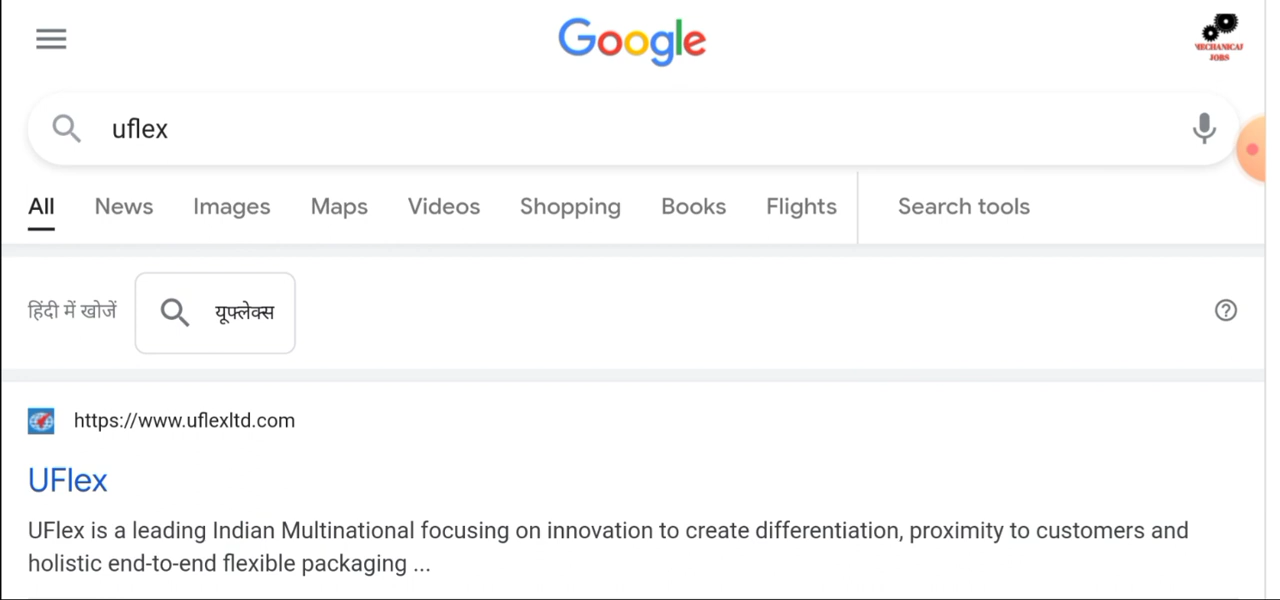 Google
MECHANICAL
JOBS
uflex
All News Images Maps Videos Shopping Books Flights Search tools
हिंदी में खोजें यूफ्लेक्स
https://www.uflexltd.com
UFlex
UFlex is a leading Indian Multinational focusing on innovation to create differentiation, proximity to customers and
holistic end-to-end flexible packaging ...